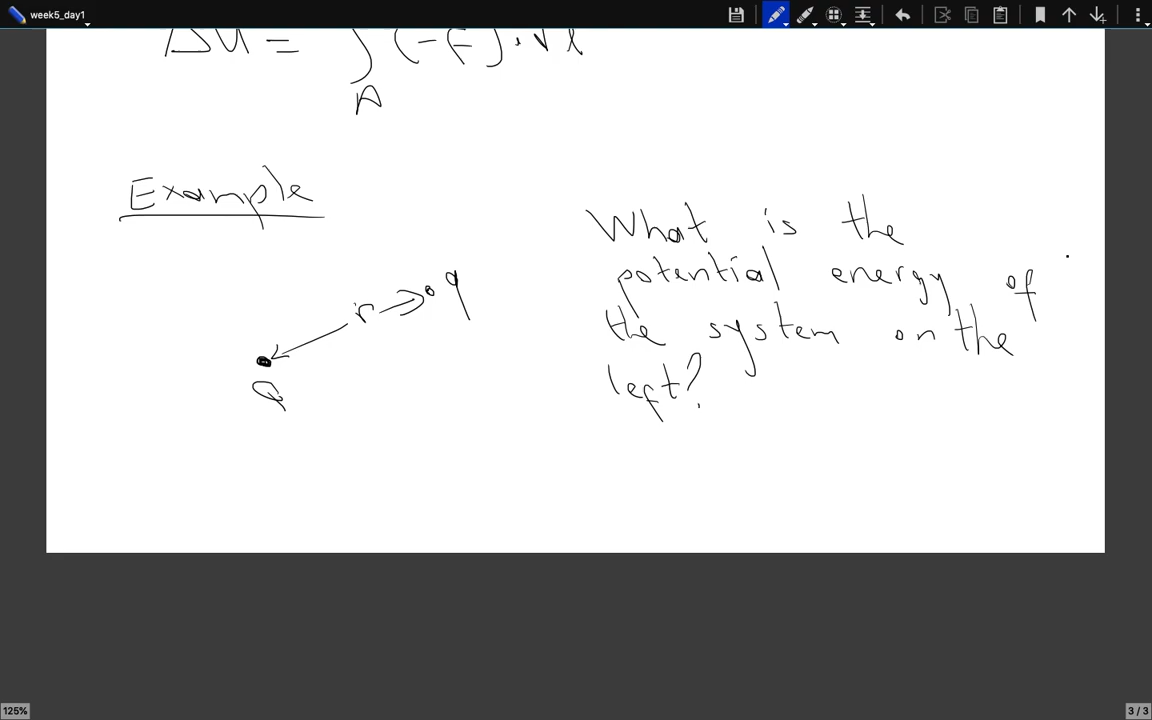 week5_day1
ΔU = ∫ (-F) · dl
A
Example
What is the
potential energy of
the system on the
left?
r
q
Q
125%
3 / 3